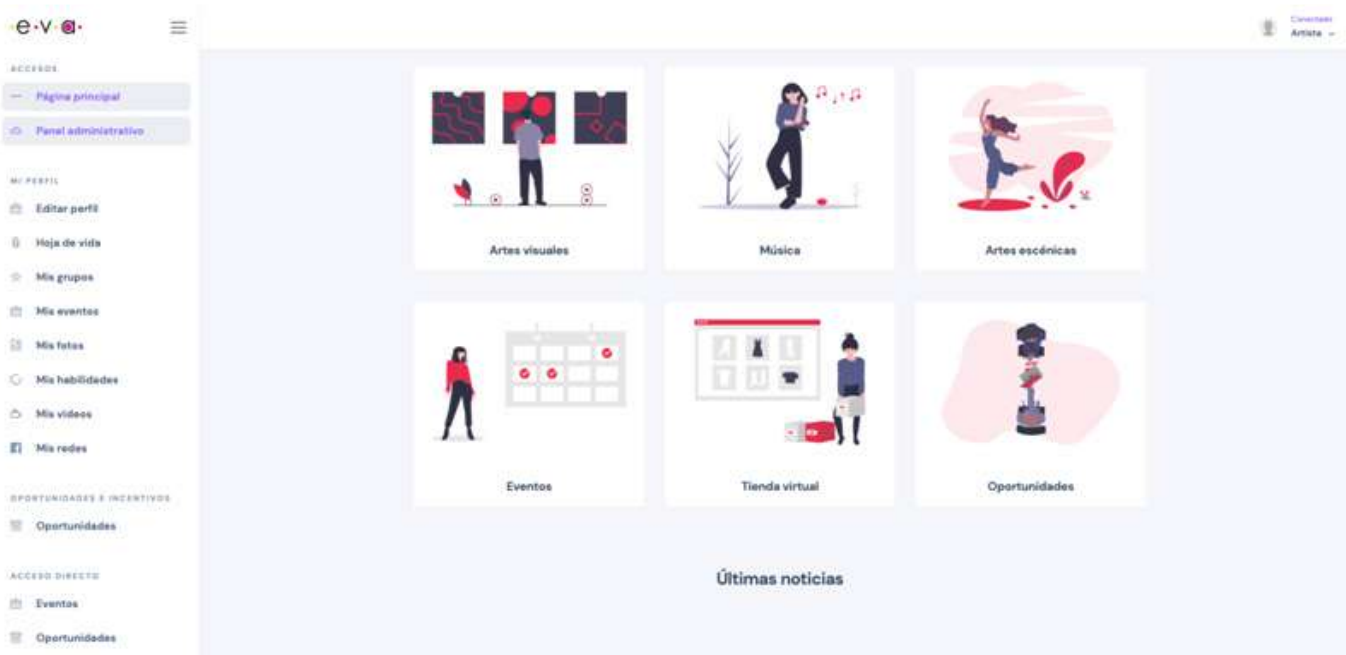 e·v·a·
ACCESOS
Página principal
Panel administrativo
MI PERFIL
Editar perfil
Hoja de vida
Mis grupos
Mis eventos
Mis fotos
Mis habilidades
Mis videos
Mis redes
OPORTUNIDADES E INCENTIVOS
Oportunidades
ACCESO DIRECTO
Eventos
Oportunidades
Conectado
Artista
Artes visuales
Música
Artes escénicas
Eventos
Tienda virtual
Oportunidades
Últimas noticias